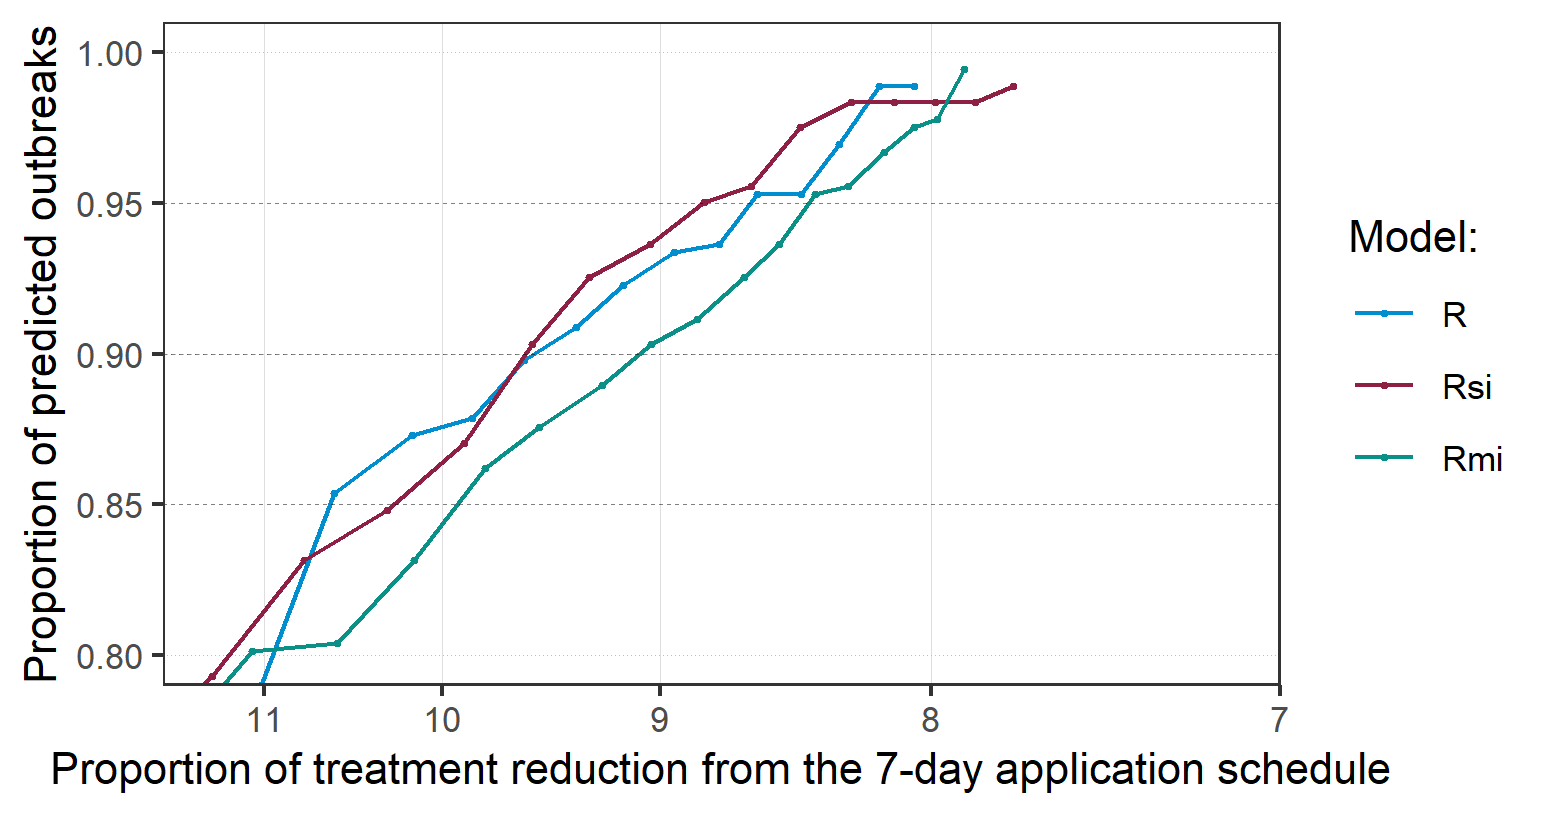 Proportion of predicted outbreaks
1.00
0.95
0.90
0.85
0.80
11 10 9 8 7
Proportion of treatment reduction from the 7-day application schedule
Model:
R
Rsi
Rmi